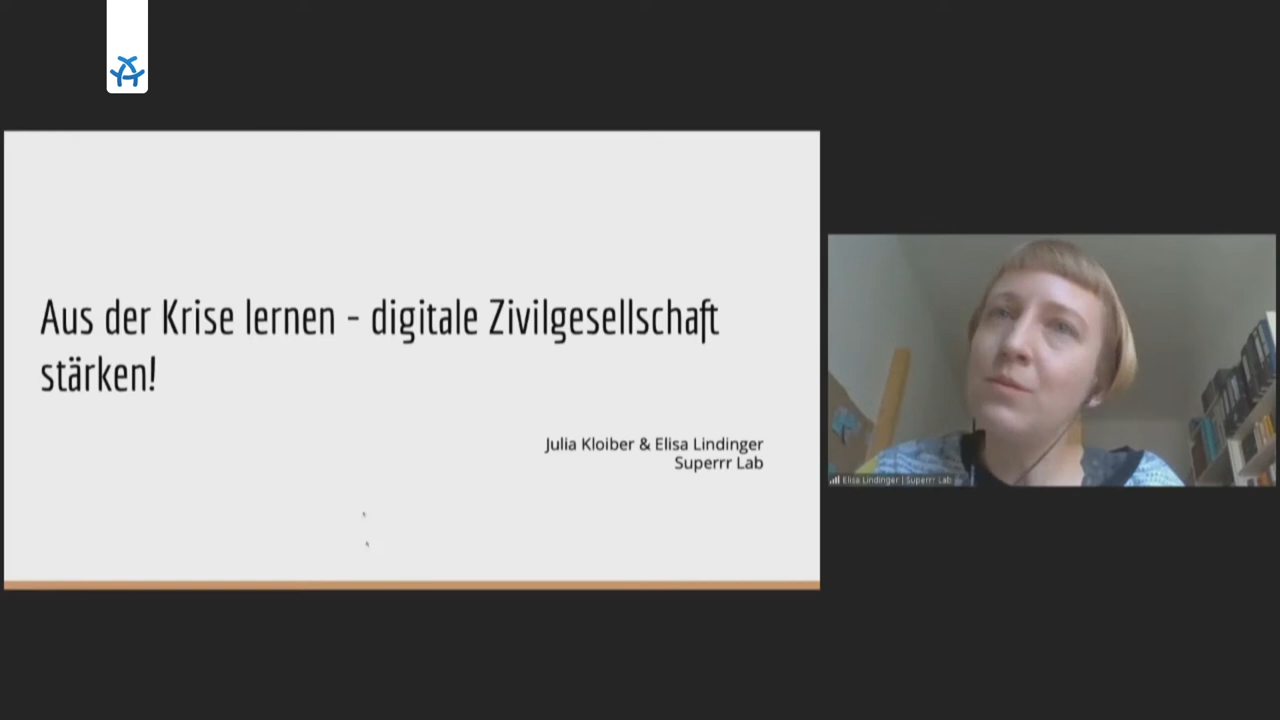 Aus der Krise lernen - digitale Zivilgesellschaft
stärken!
Julia Kloiber & Elisa Lindinger
Superrr Lab
Elisa Lindinger | Superrr Lab